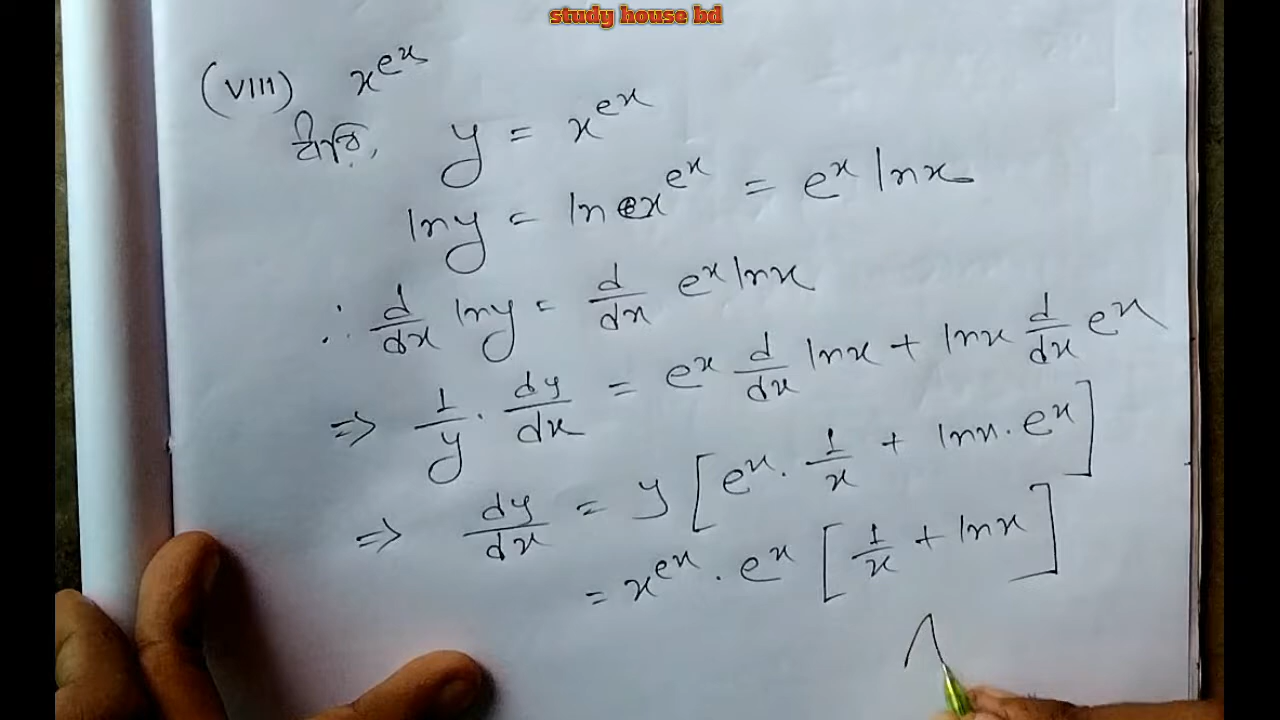 study house bd
(VIII) x^{e^x}
ধরি, y = x^{e^x}
ln y = ln x^{e^x} = e^x ln x
∴ d/dx ln y = d/dx e^x ln x
⇒ 1/y · dy/dx = e^x d/dx ln x + ln x d/dx e^x
⇒ dy/dx = y [e^x · 1/x + ln x · e^x]
= x^{e^x} · e^x [1/x + ln x]